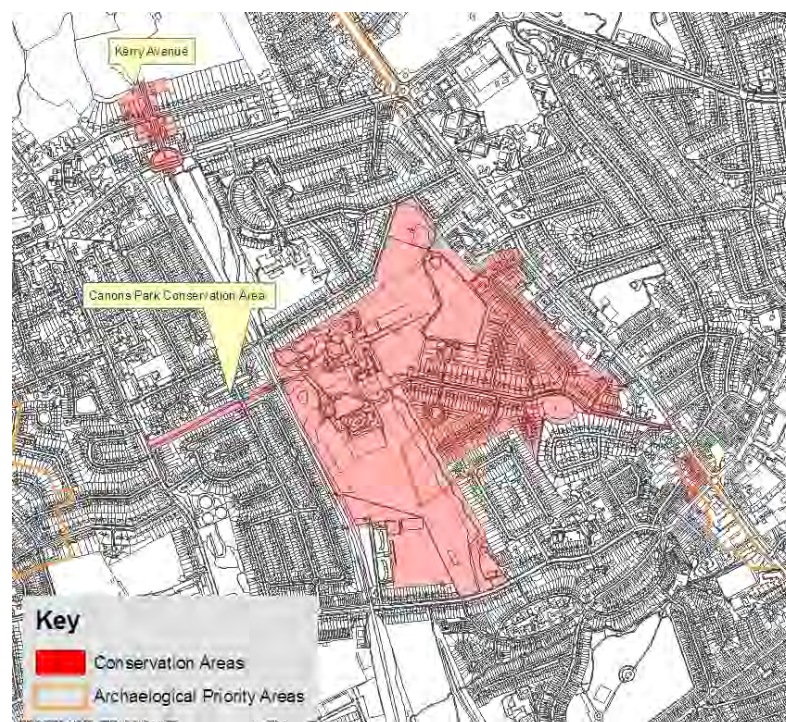 Kerry Avenue
Canons Park Conservation Area
Key
Conservation Areas
Archaelogical Priority Areas